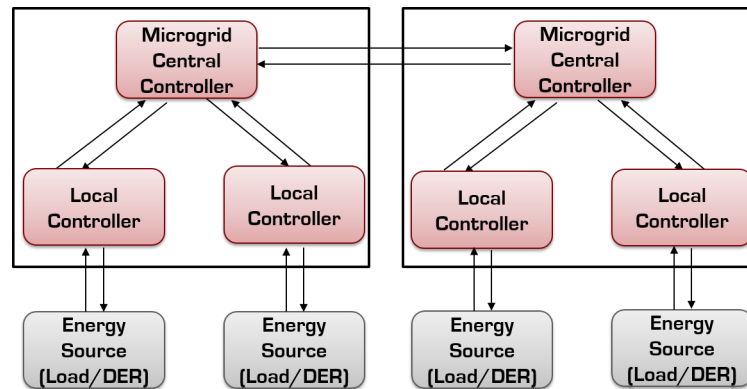 Microgrid
Central
Controller
Microgrid
Central
Controller
Local
Controller
Local
Controller
Local
Controller
Local
Controller
Energy
Source
(Load/DER)
Energy
Source
(Load/DER)
Energy
Source
(Load/DER)
Energy
Source
(Load/DER)